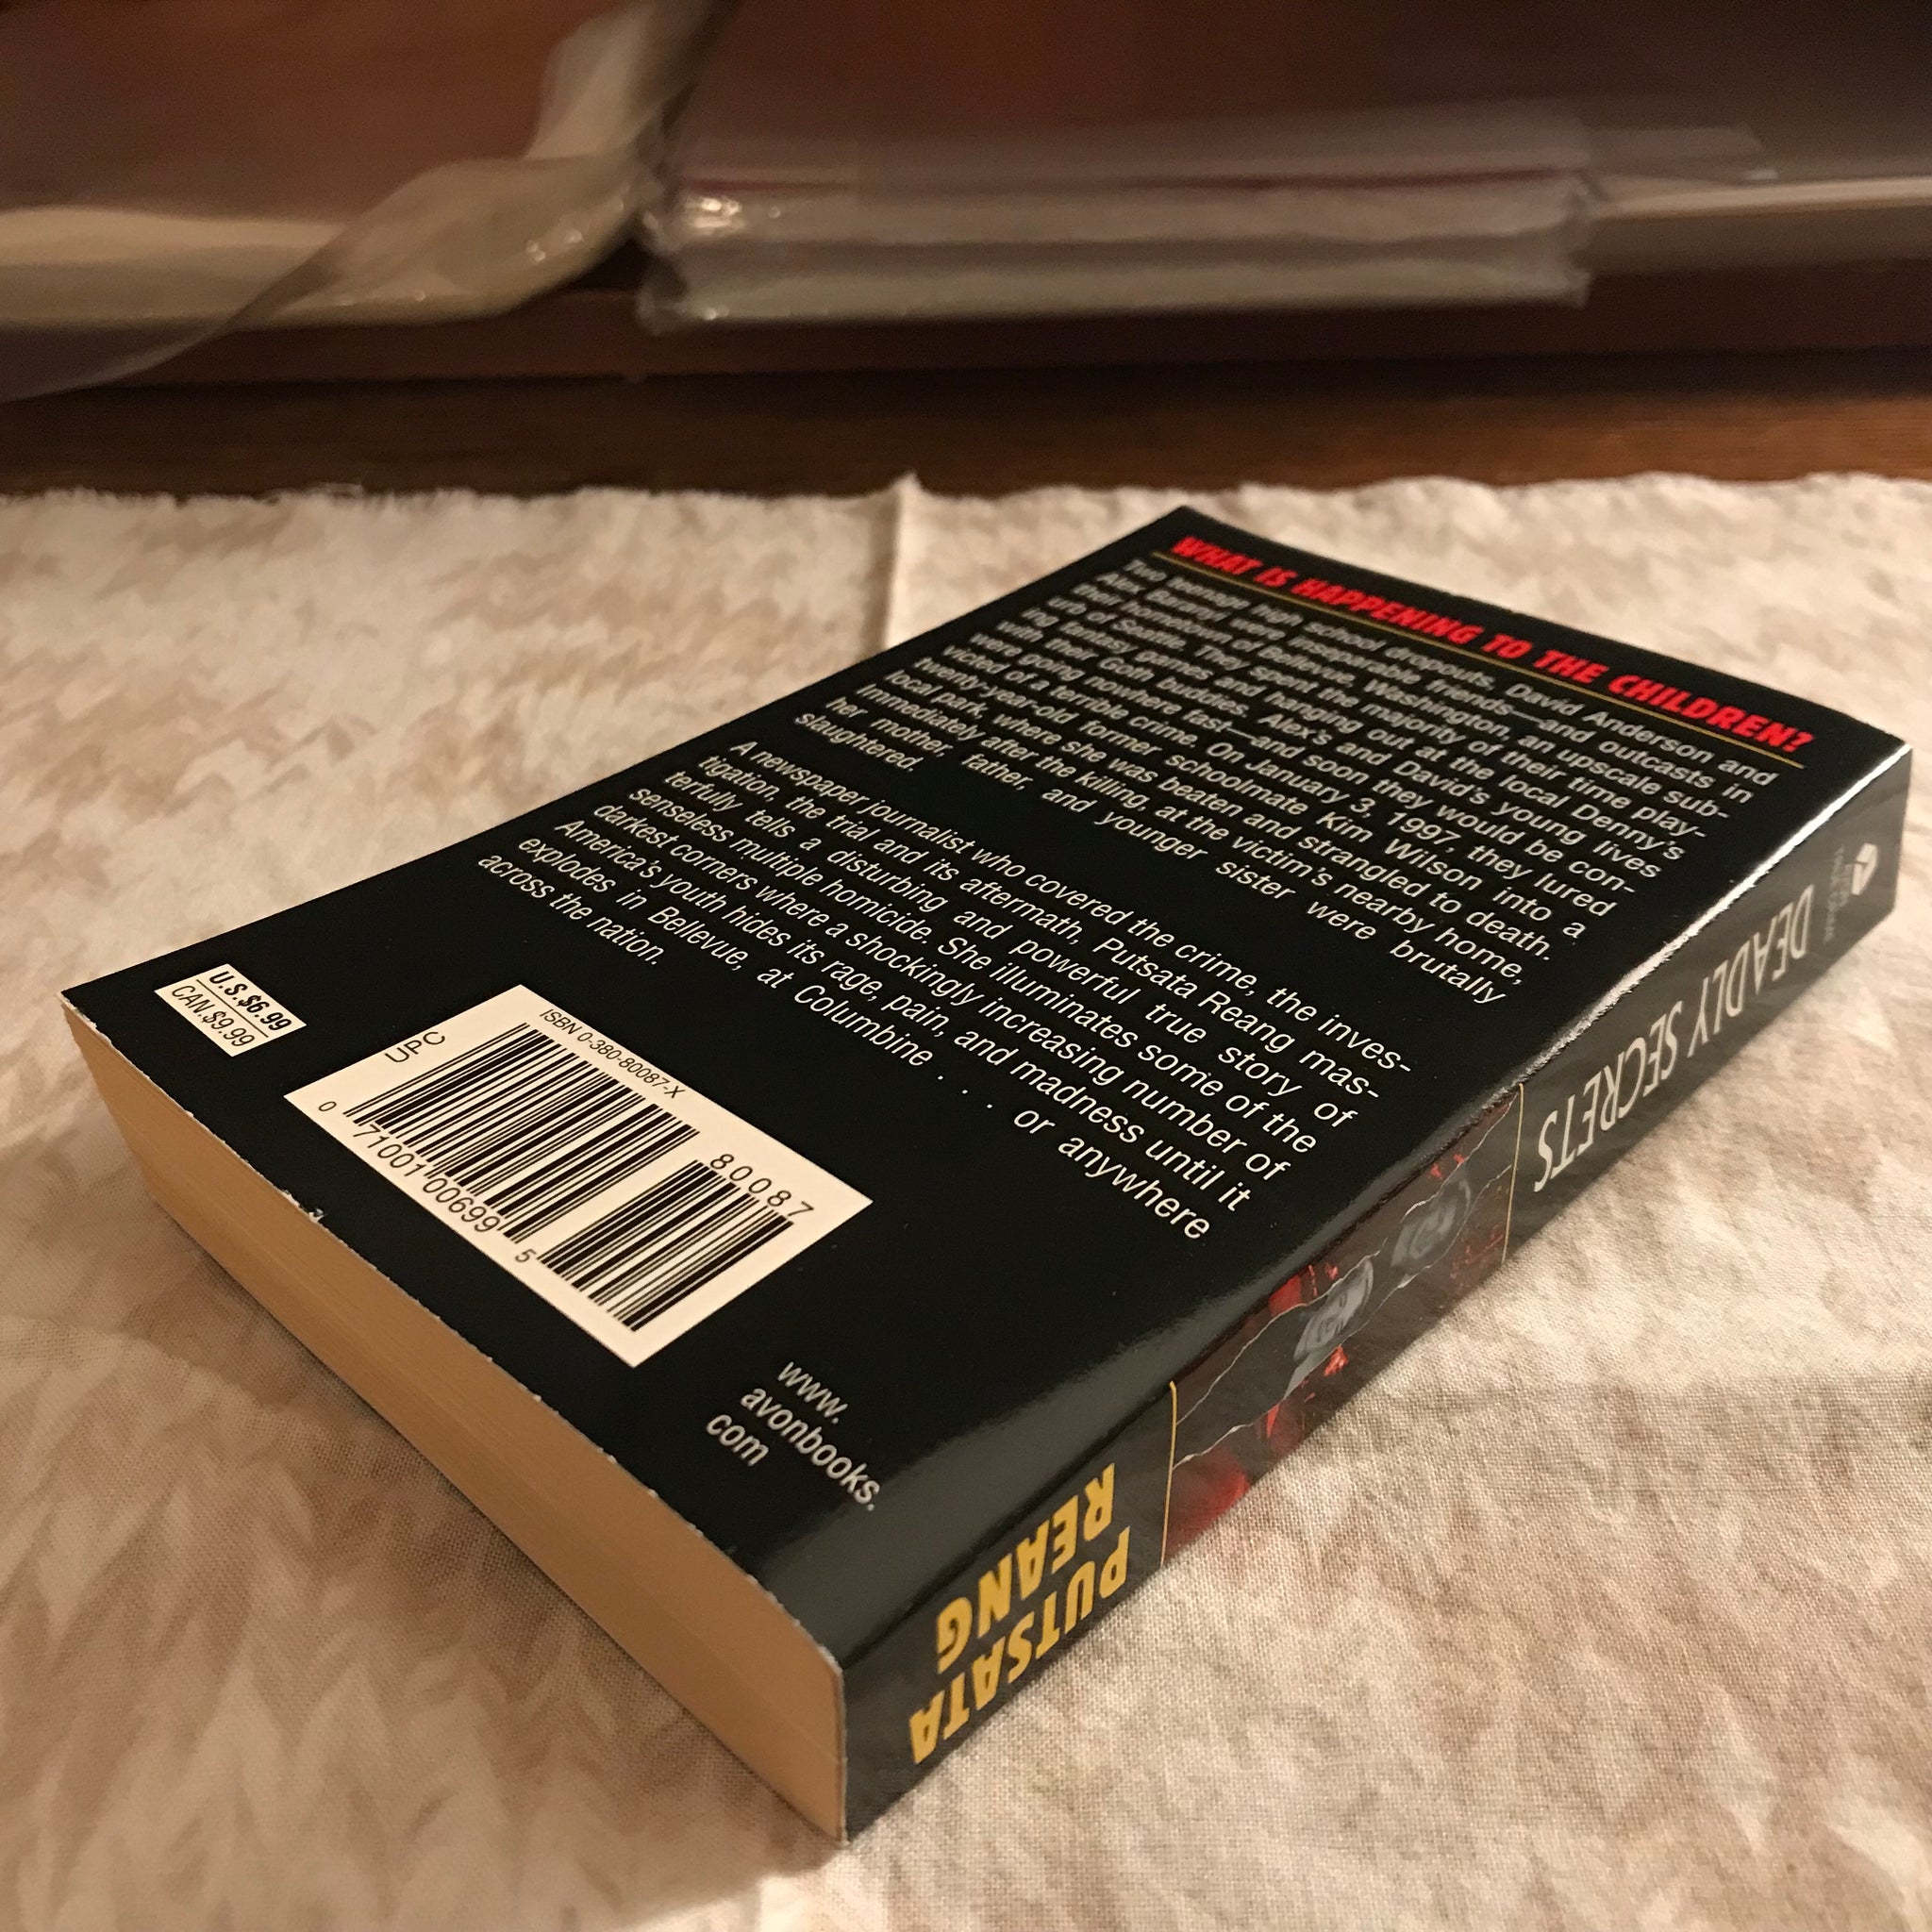 WHAT IS HAPPENING TO THE CHILDREN?
Two teenage high school dropouts, David Anderson and
Alex Baranyi were inseparable friends—and outcasts in
their hometown of Bellevue, Washington, an upscale sub-
urb of Seattle. They spent the majority of their time play-
ing fantasy games and hanging out at the local Denny's
with their Goth buddies. Alex's and David's young lives
were going nowhere fast—and soon they would be con-
victed of a terrible crime. On January 3, 1997, they lured
twenty-year-old former schoolmate Kim Wilson into a
local park, where she was beaten and strangled to death.
Immediately after the killing, at the victim's nearby home,
her mother, father, and younger sister were brutally
slaughtered.
A newspaper journalist who covered the crime, the inves-
tigation, the trial and its aftermath, Putsata Reang mas-
terfully tells a disturbing and powerful true story of
senseless multiple homicide. She illuminates some of the
darkest corners where a shockingly increasing number of
America's youth hides its rage, pain, and madness until it
explodes in Bellevue, at Columbine . . . or anywhere
across the nation.
U.S.$6.99
CAN.$9.99
UPC
ISBN 0-380-80087-X
80087
0 71001 00699 5
www.
avonbooks.
com
DEADLY SECRETS
PUTSATA
REANG